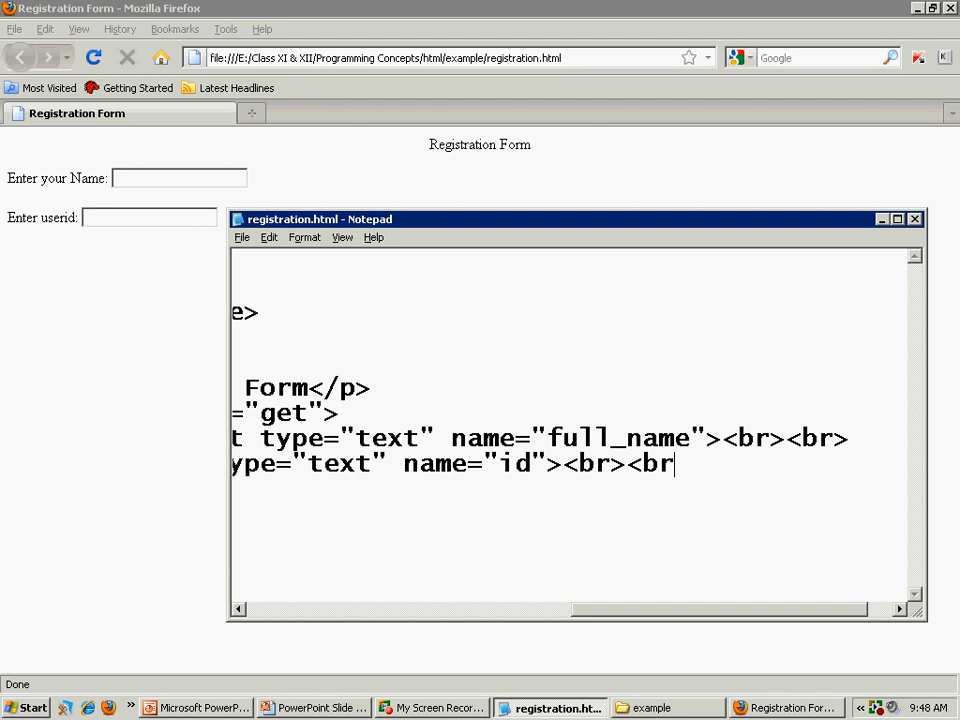 Registration Form - Mozilla Firefox
File Edit View History Bookmarks Tools Help
file:///E:/Class XI & XII/Programming Concepts/html/example/registration.html
Google
Most Visited Getting Started Latest Headlines
Registration Form
Registration Form
Enter your Name:
Enter userid:
registration.html - Notepad
File Edit Format View Help
e>
Form</p>
="get">
t type="text" name="full_name"><br><br>
ype="text" name="id"><br><br
Done
Start » Microsoft PowerP... PowerPoint Slide ... My Screen Recor... registration.ht... example Registration For... « 9:48 AM